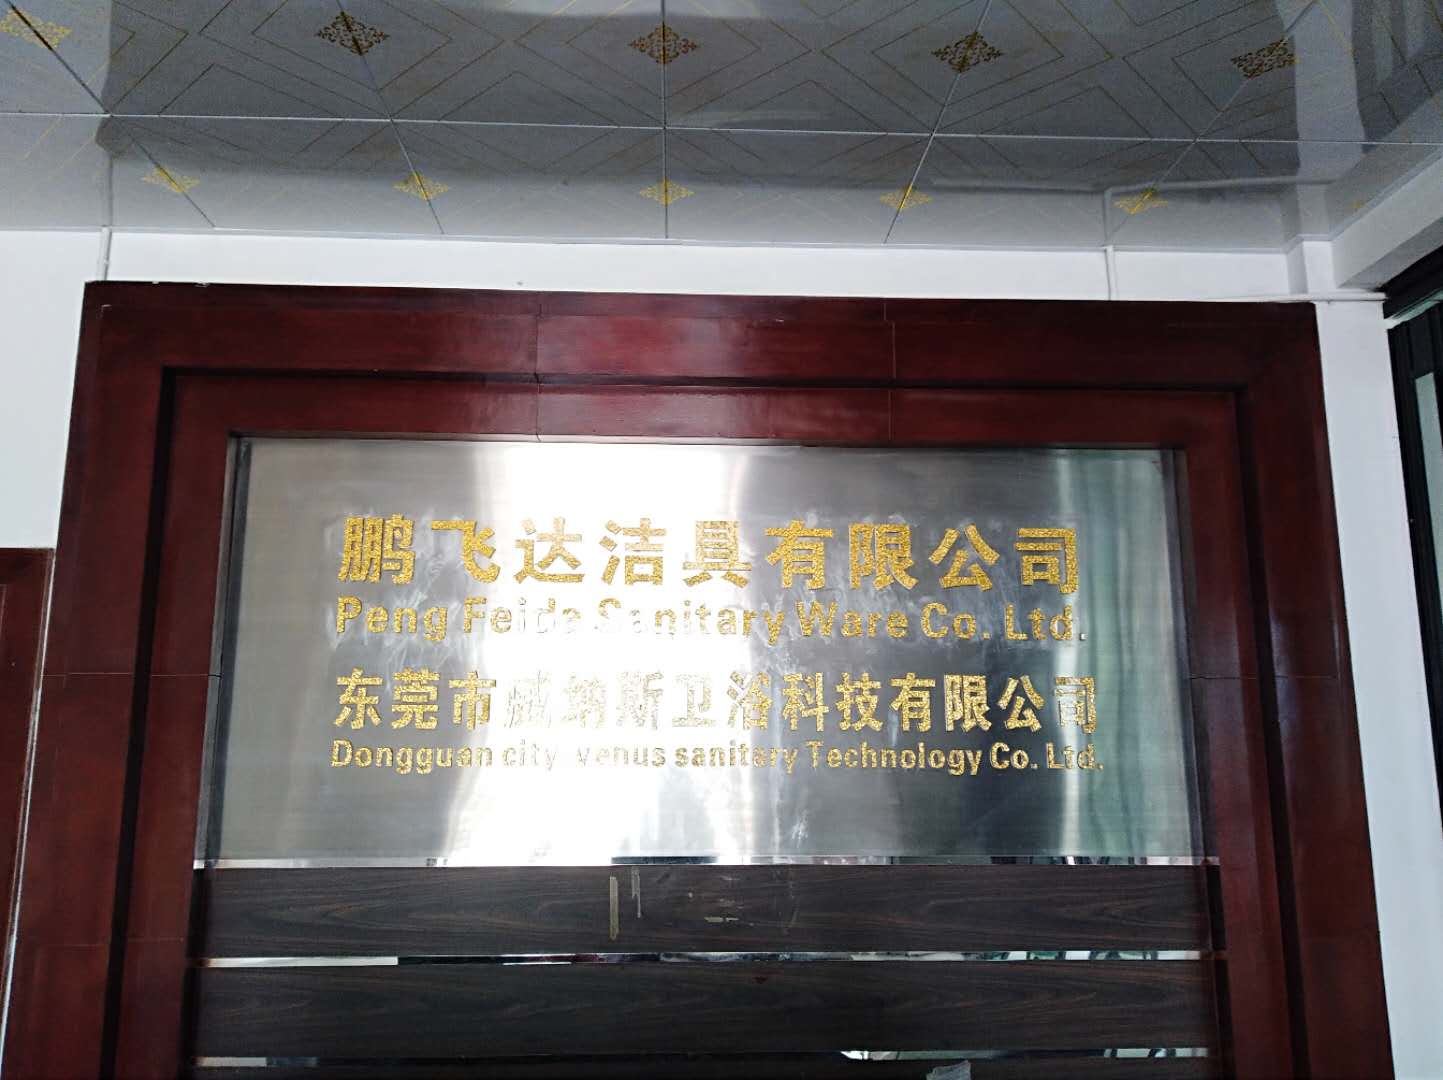 鹏飞达洁具有限公司
Peng Feida Sanitary Ware Co. Ltd.
东莞市威纳斯卫浴科技有限公司
Dongguan city venus sanitary Technology Co. Ltd.